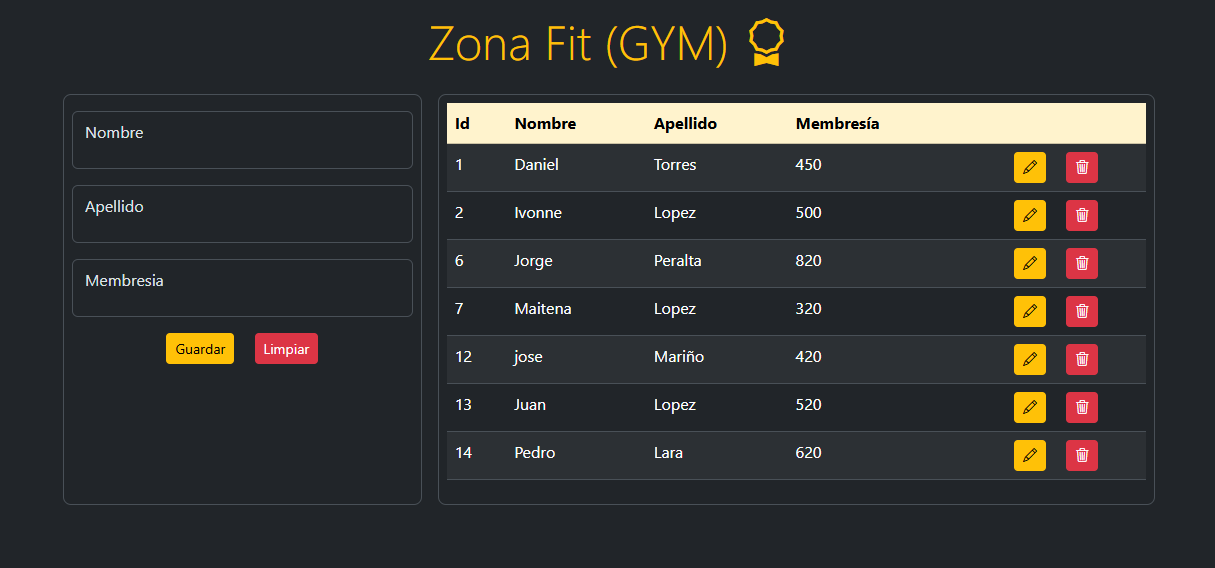 Zona Fit (GYM)
Nombre
Apellido
Membresia
Guardar Limpiar
Id Nombre Apellido Membresía
1 Daniel Torres 450
2 Ivonne Lopez 500
6 Jorge Peralta 820
7 Maitena Lopez 320
12 jose Mariño 420
13 Juan Lopez 520
14 Pedro Lara 620